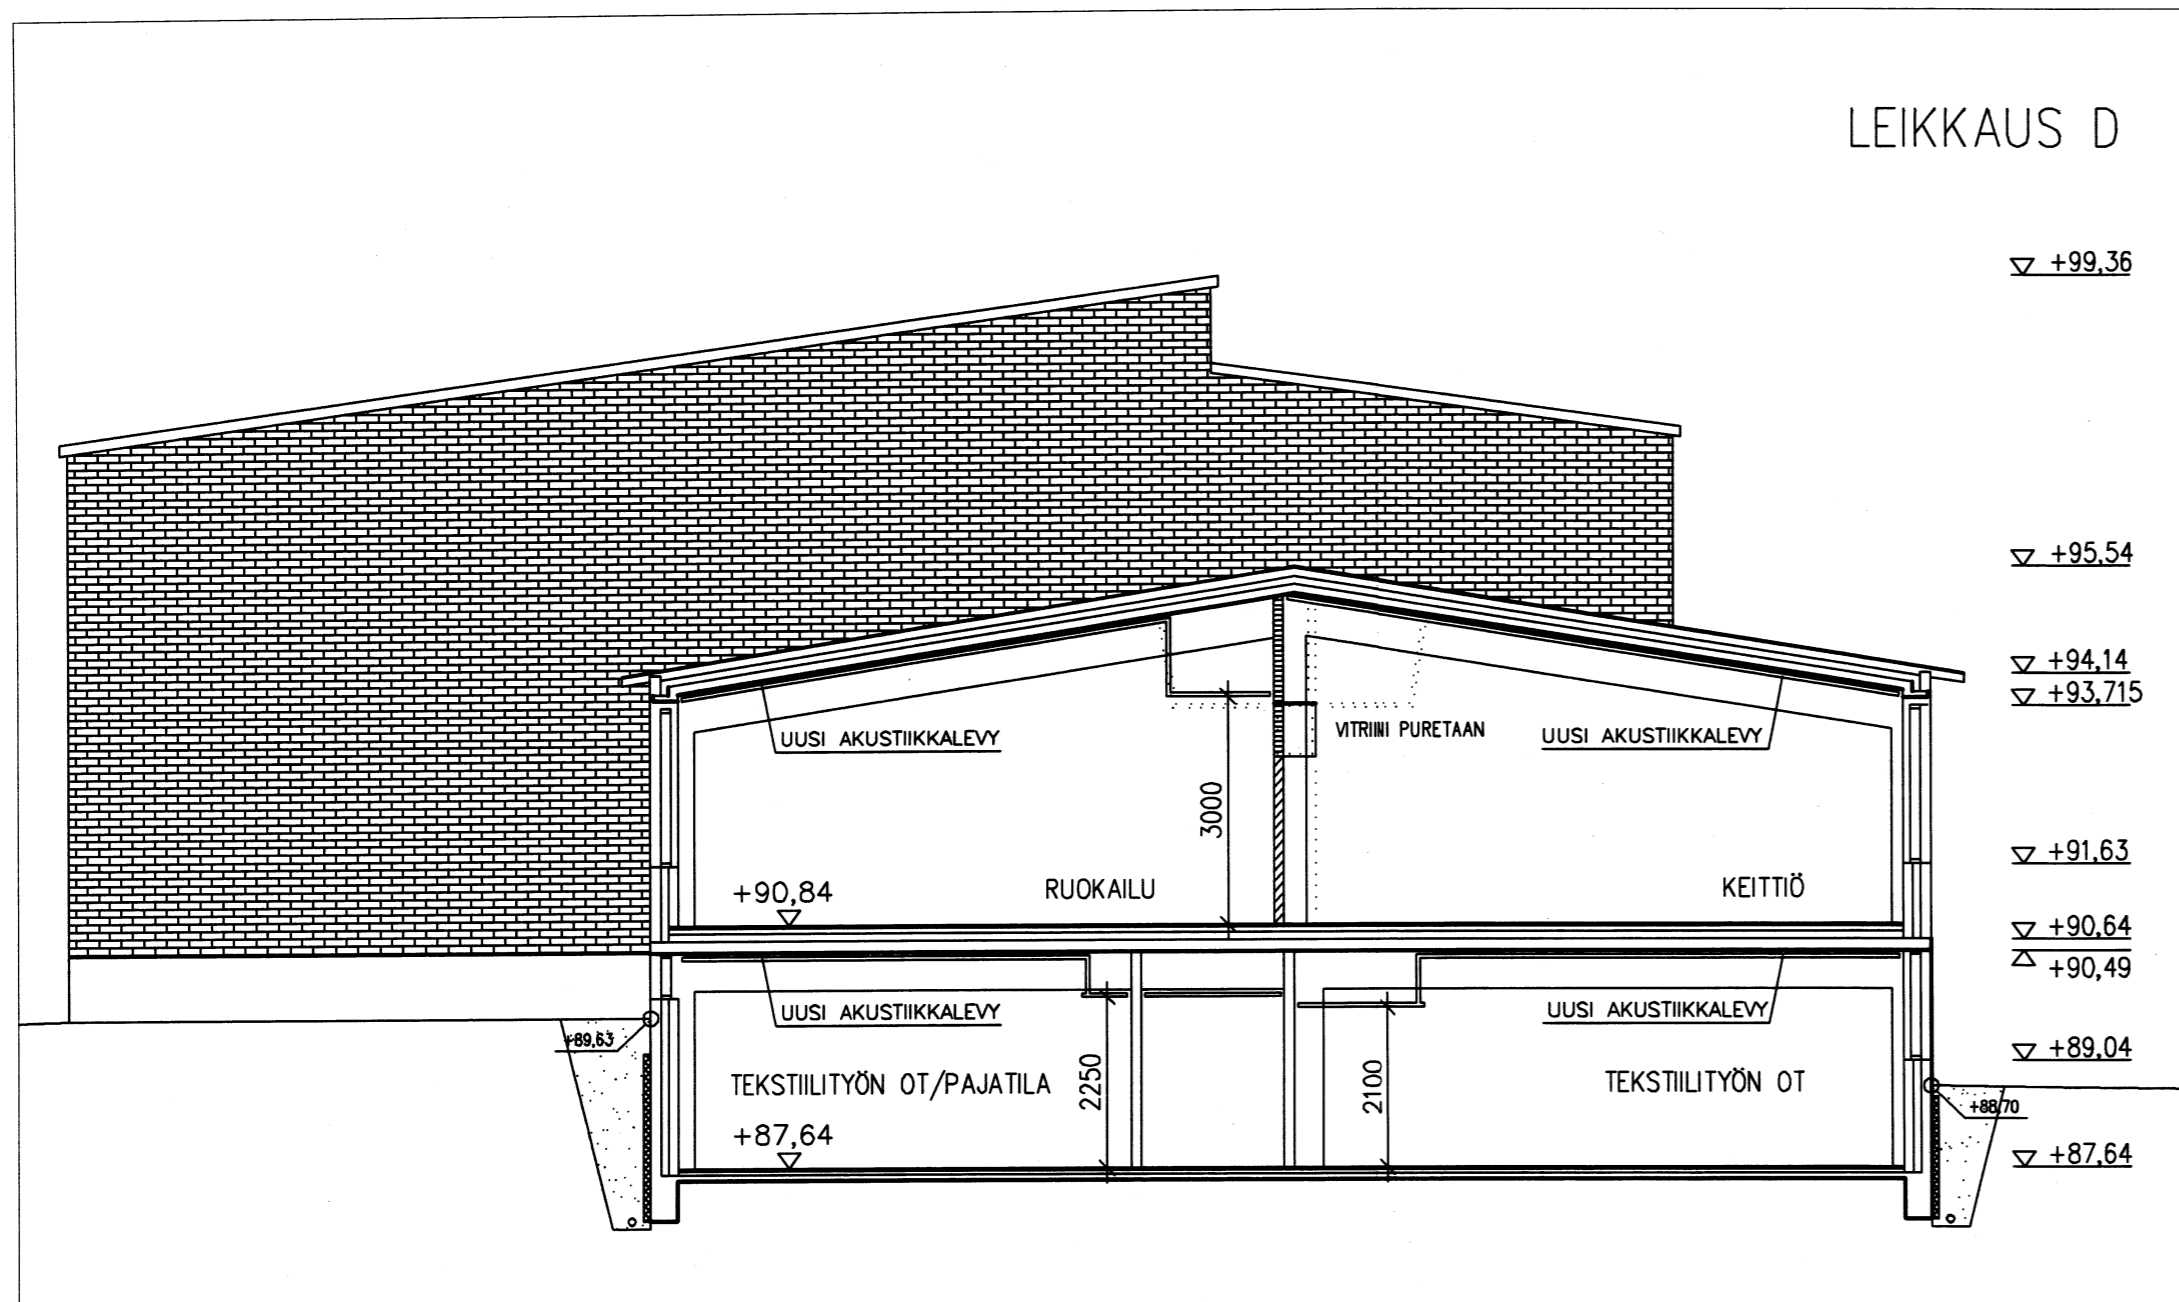 LEIKKAUS D
+99,36
+95,54
+94,14
+93,715
UUSI AKUSTIIKKALEVY
VITRIINI PURETAAN
UUSI AKUSTIIKKALEVY
3000
+91,63
+90,84
RUOKAILU
KEITTIÖ
+90,64
+90,49
UUSI AKUSTIIKKALEVY
UUSI AKUSTIIKKALEVY
+89,63
+89,04
TEKSTIILITYÖN OT/PAJATILA
2250
2100
TEKSTIILITYÖN OT
+88,70
+87,64
+87,64